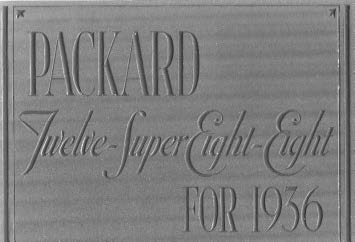 PACKARD
Twelve-Super Eight-Eight
FOR 1936